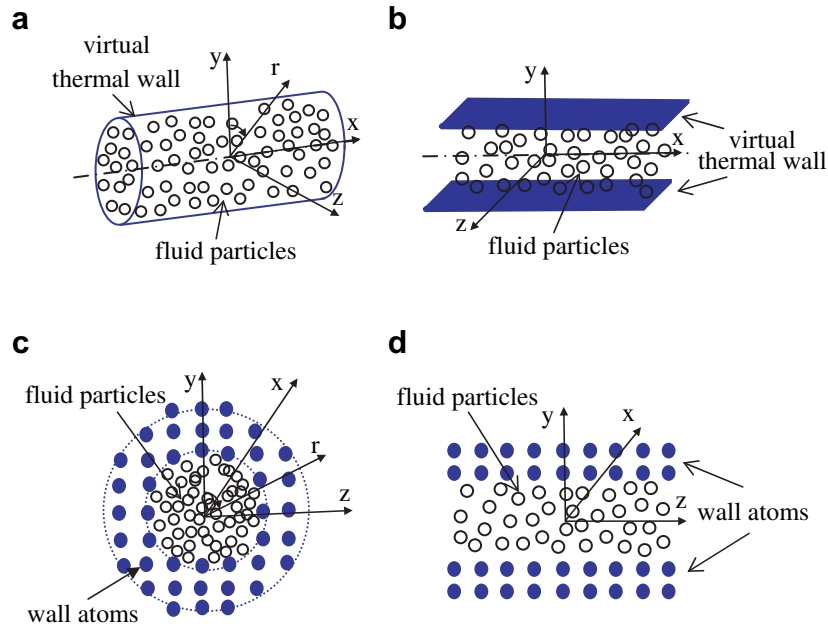 a
virtual
thermal wall
y
r
x
z
fluid particles
b
y
x
virtual
thermal wall
z
fluid particles
c
fluid particles
y
x
r
z
wall atoms
d
fluid particles
y
x
z
wall atoms